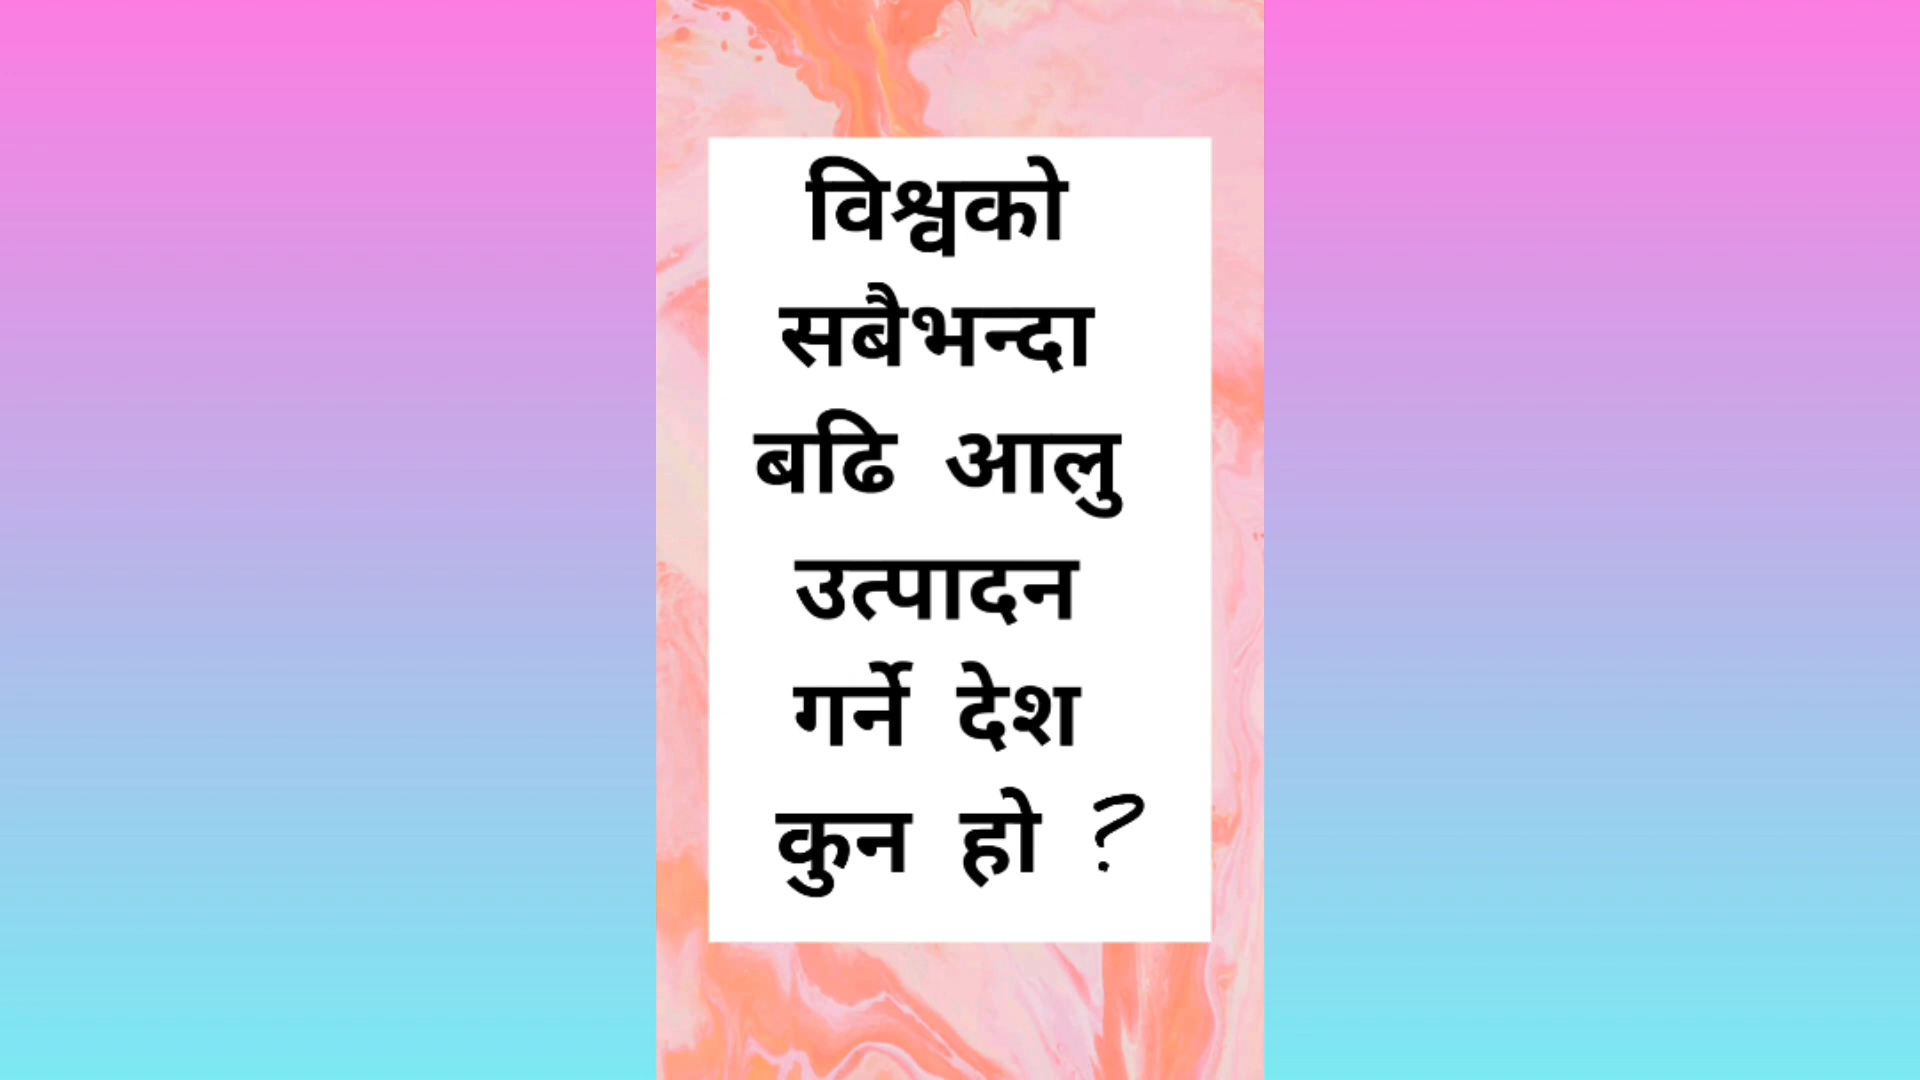 विश्वको
सबैभन्दा
बढि आलु
उत्पादन
गर्ने देश
कुन हो ?